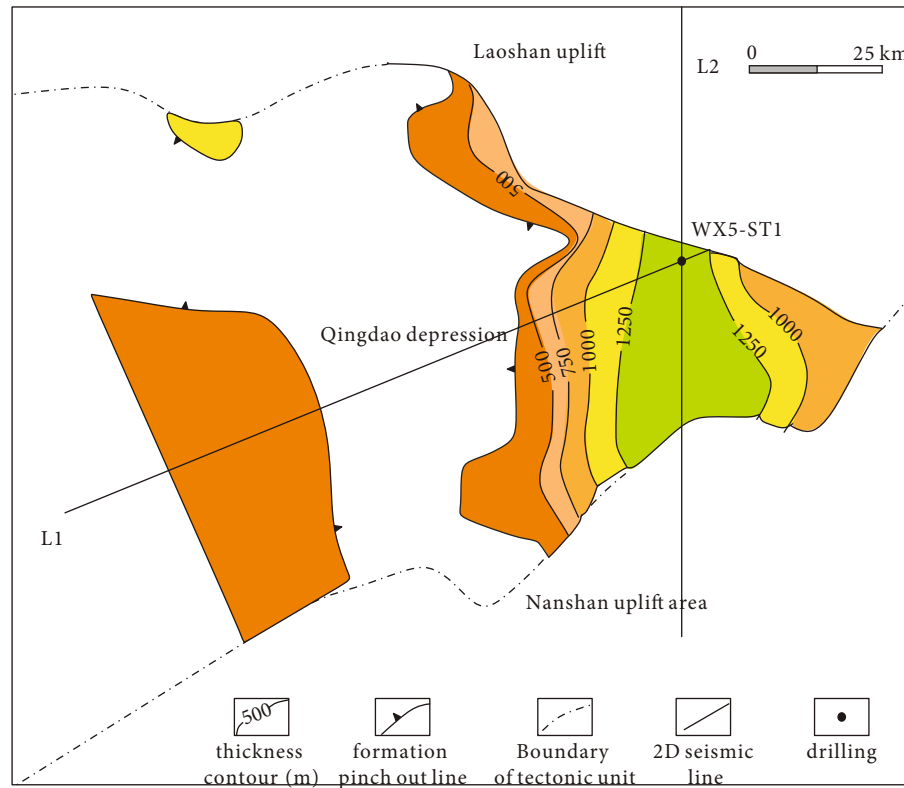 Laoshan uplift
L2
0 25 km
500
WX5-ST1
Qingdao depression
500
750
1000
1250
1250
1000
L1
Nanshan uplift area
500
thickness
contour (m)
formation
pinch out line
Boundary
of tectonic unit
2D seismic
line
drilling